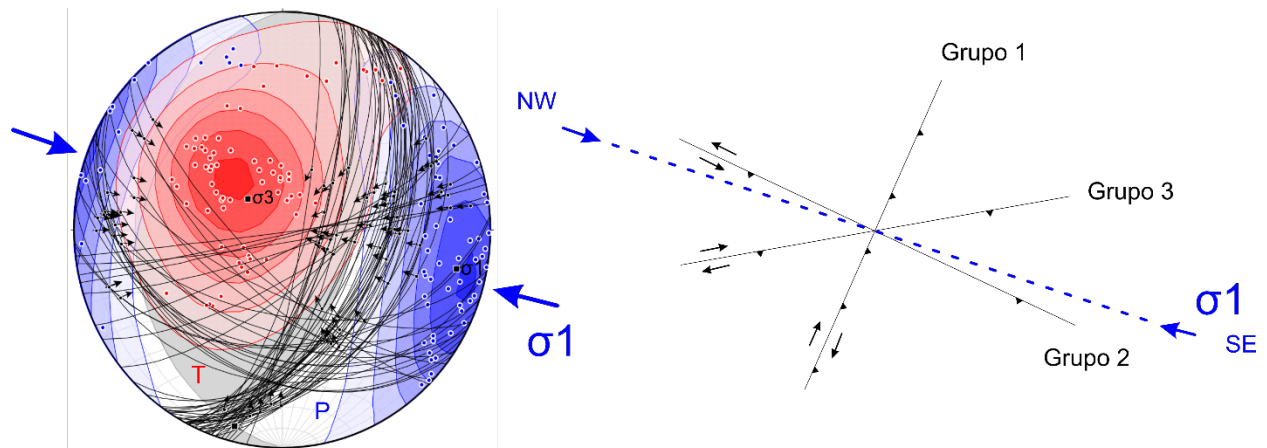 σ3
σ1
σ1
T
P
NW
Grupo 1
Grupo 3
σ1
SE
Grupo 2